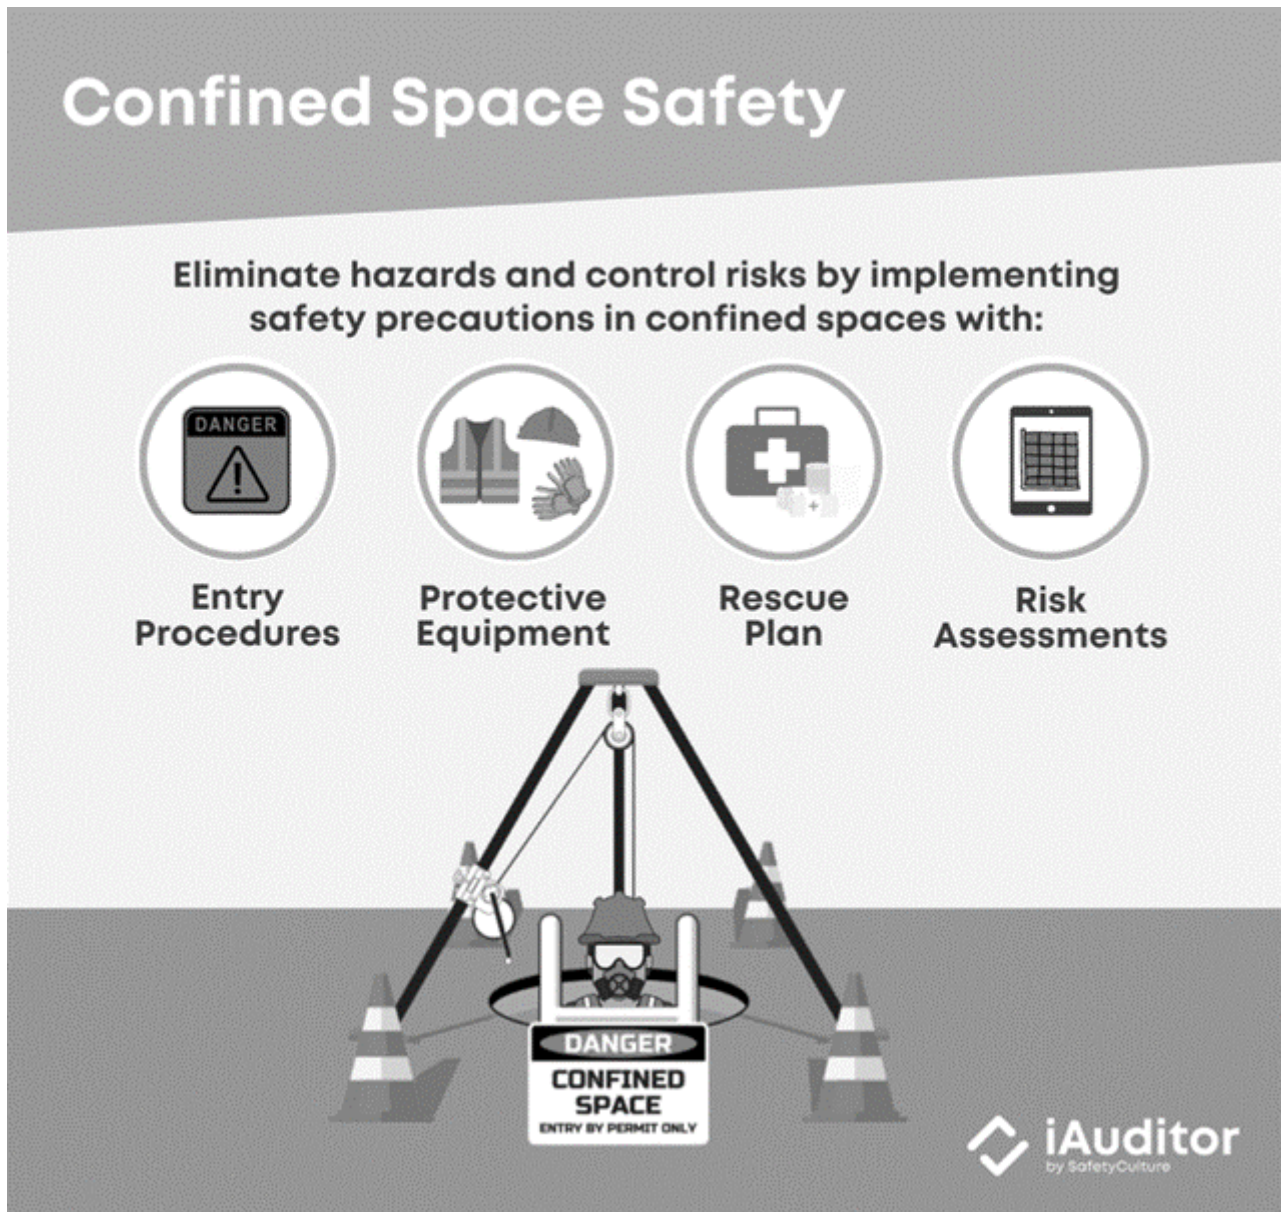 Confined Space Safety
Eliminate hazards and control risks by implementing
safety precautions in confined spaces with:
DANGER
!
Entry
Procedures
Protective
Equipment
Rescue
Plan
Risk
Assessments
DANGER
CONFINED
SPACE
ENTRY BY PERMIT ONLY
iAuditor
by SafetyCulture